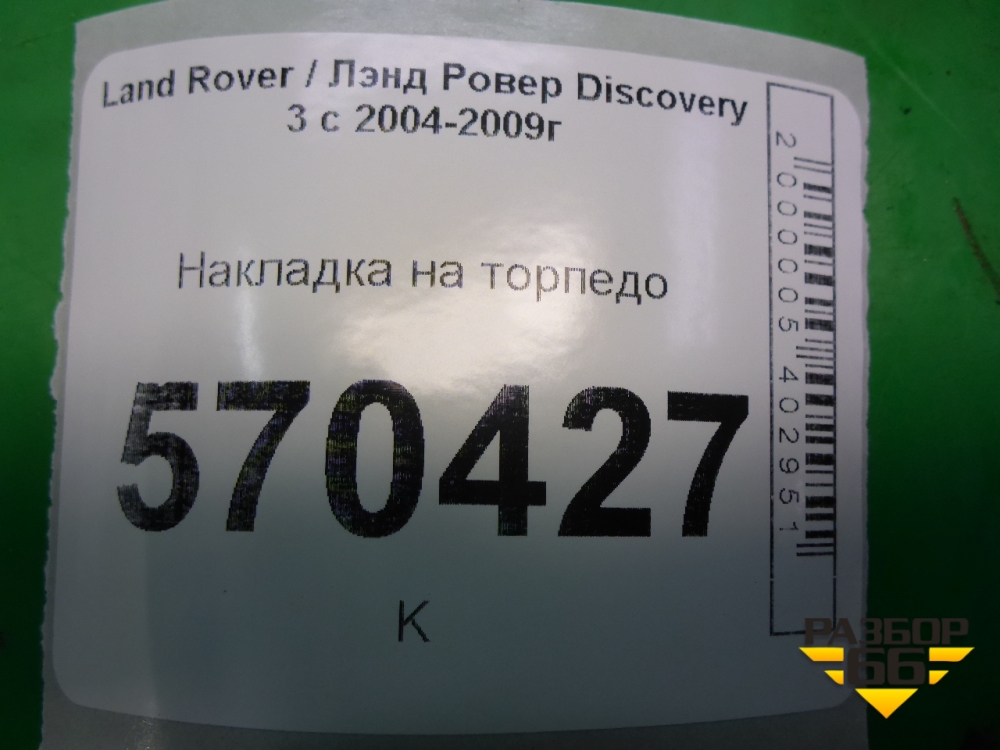 Land Rover / Лэнд Ровер Discovery
3 с 2004-2009г
Накладка на торпедо
570427
К
2000005402951
РАЗБОР
66